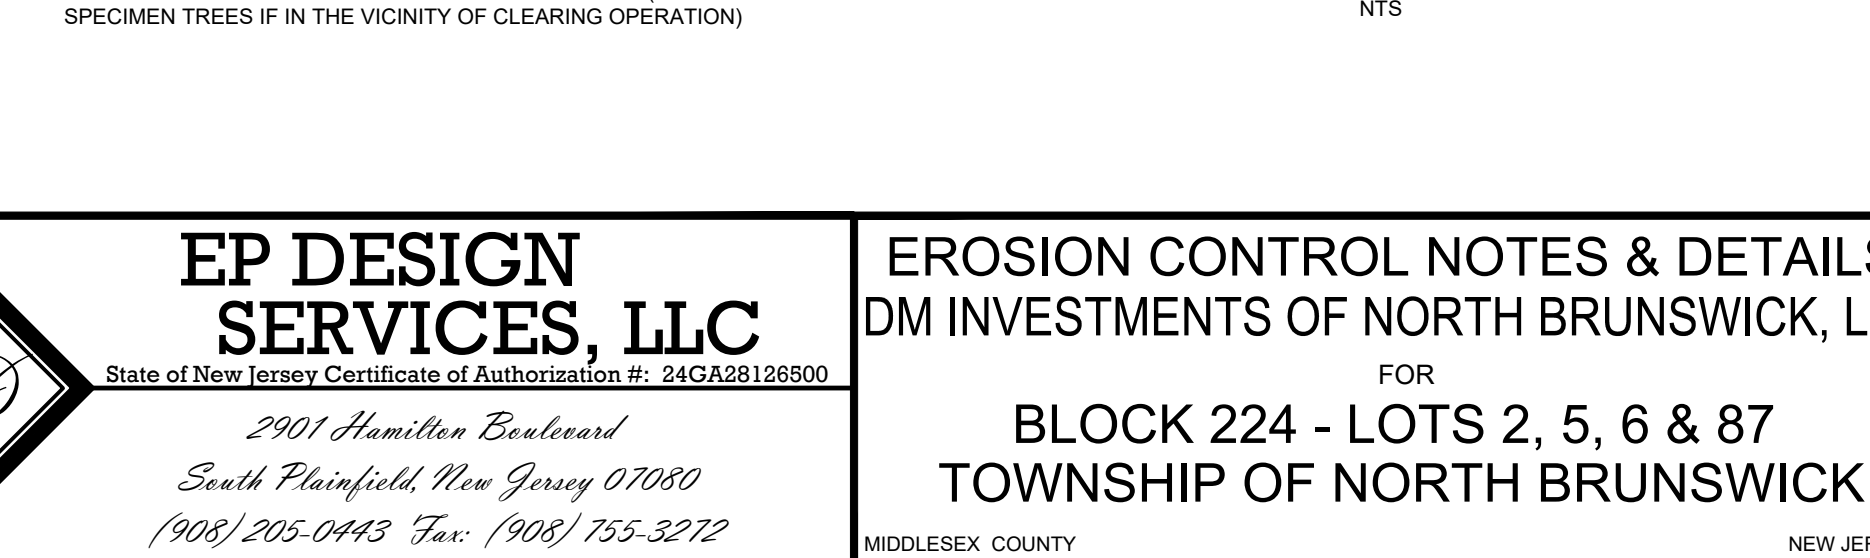 SPECIMEN TREES IF IN THE VICINITY OF CLEARING OPERATION)
NTS
EP DESIGN
SERVICES, LLC
State of New Jersey Certificate of Authorization #: 24GA28126500
2901 Hamilton Boulevard
South Plainfield, New Jersey 07080
(908) 205-0443 Fax: (908) 755-3272
EROSION CONTROL NOTES & DETAILS
DM INVESTMENTS OF NORTH BRUNSWICK, L
FOR
BLOCK 224 - LOTS 2, 5, 6 & 87
TOWNSHIP OF NORTH BRUNSWICK
MIDDLESEX COUNTY
NEW JER